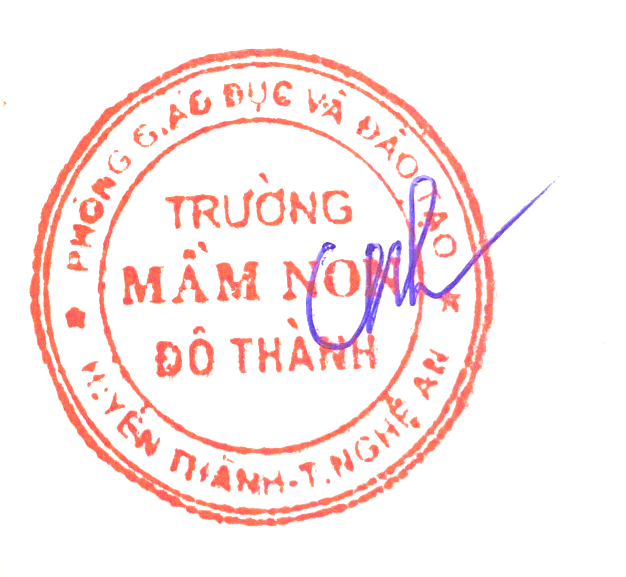 PHÒNG GIÁO DỤC VÀ ĐÀO TẠO
TRƯỜNG
MẦM NON
ĐÔ THÀNH
H.YÊN THÀNH-T.NGHỆ AN